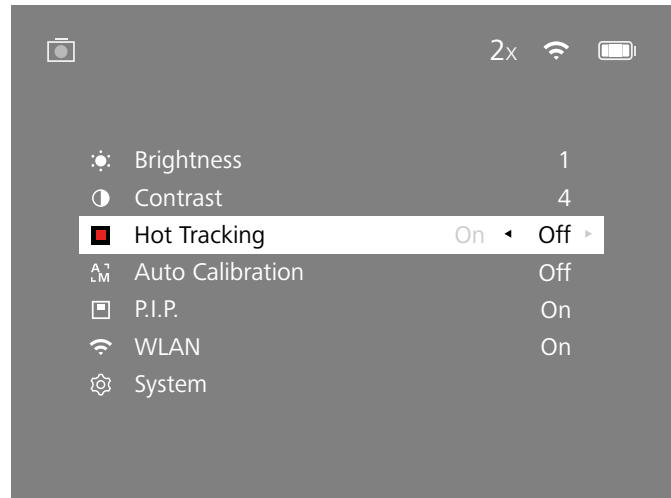 2x
Brightness 1
Contrast 4
Hot Tracking On Off
A M Auto Calibration Off
P.I.P. On
WLAN On
System